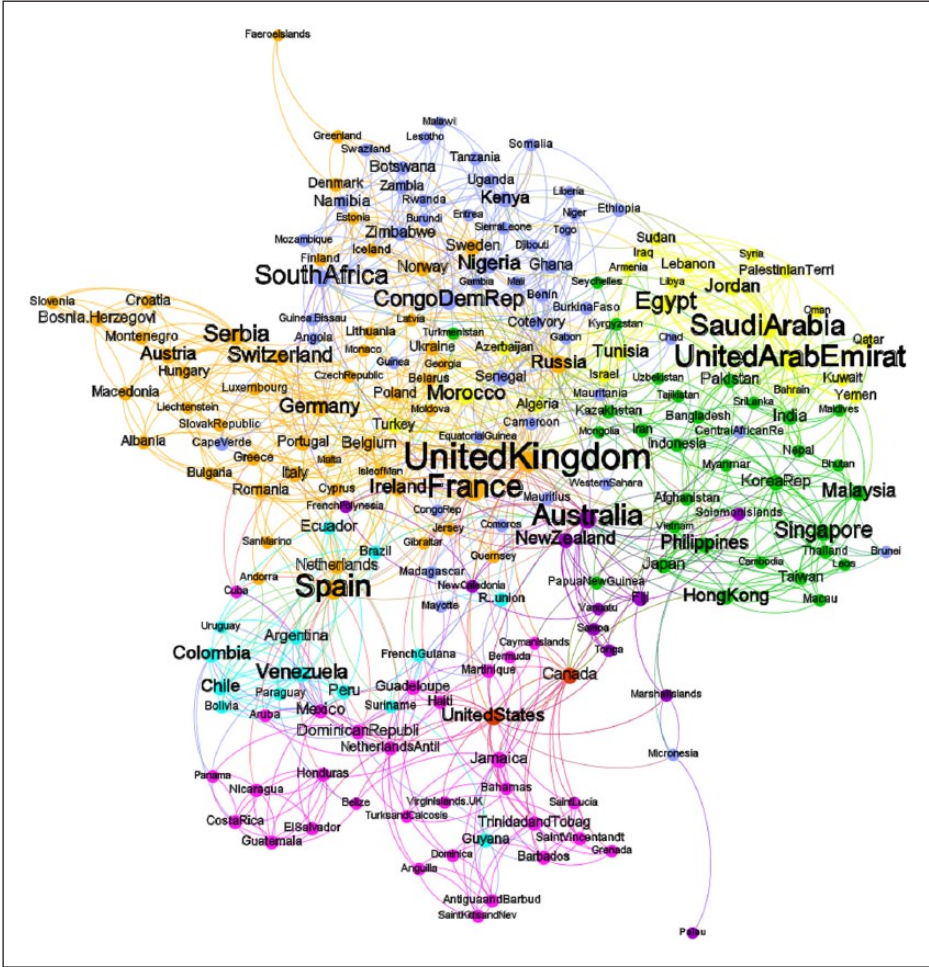 FaeroeIslands
Malawi
Greenland
Lesotho
Somalia
Swaziland
Botswana
Tanzania
Denmark
Zambia
Uganda
Namibia
Rwanda
Kenya
Liberia
Estonia
Burundi
Eritrea
Niger
Ethiopia
SierraLeone
Mozambique
Zimbabwe
Togo
Iceland
Sweden
Djibouti
Sudan
Finland
Iraq
Syria
SouthAfrica
Norway
Nigeria
Ghana
Armenia
Lebanon
PalestinianTerri
Gambia
Mali
Seychelles
Libya
Jordan
Slovenia
Croatia
CongoDemRep
Benin
Egypt
Bosnia.Herzegovi
Guinea.Bissau
Latvia
BurkinaFaso
Oman
Montenegro
Serbia
Angola
Lithuania
Turkmenistan
CoteIvory
Kyrgyzstan
SaudiArabia
Austria
Switzerland
Monaco
Ukraine
Azerbaijan
Gabon
Tunisia
Chad
Qatar
Hungary
Guinea
Georgia
Russia
UnitedArabEmirat
CzechRepublic
Belarus
Senegal
Israel
Uzbekistan
Pakistan
Kuwait
Macedonia
Luxembourg
Poland
Morocco
Mauritania
Tajikistan
Bahrain
Yemen
Liechtenstein
Germany
Moldova
Algeria
Kazakhstan
SriLanka
Maldives
SlovakRepublic
Turkey
Cameroon
Bangladesh
India
Albania
CapeVerde
Portugal
Belgium
EquatorialGuinea
Mongolia
Iran
Indonesia
CentralAfricanRe
Greece
Malta
UnitedKingdom
Nepal
Bulgaria
Italy
IsleofMan
Myanmar
Bhutan
Romania
Cyprus
Ireland
France
WesternSahara
KoreaRep
Malaysia
FrenchPolynesia
Mauritius
Afghanistan
CongoRep
Australia
SolomonIslands
Ecuador
Jersey
Comoros
Vietnam
Singapore
SanMarino
Brazil
Gibraltar
NewZealand
Philippines
Thailand
Brunei
Netherlands
Guernsey
Cambodia
Laos
Andorra
Madagascar
Japan
Cuba
Spain
NewCaledonia
PapuaNewGuinea
Taiwan
R..union
HongKong
Macau
Mayotte
Fiji
Vanuatu
Uruguay
Argentina
Samoa
Colombia
FrenchGuiana
CaymanIslands
Tonga
Bermuda
Venezuela
Martinique
Canada
Chile
Paraguay
Peru
Guadeloupe
MarshallIslands
Bolivia
Suriname
Haiti
Aruba
Mexico
UnitedStates
DominicanRepubli
NetherlandsAntil
Micronesia
Jamaica
Panama
Honduras
Nicaragua
Bahamas
Belize
VirginIslands.UK
SaintLucia
TurksandCaicosIs
CostaRica
ElSalvador
TrinidadandTobag
Guatemala
Guyana
SaintVincentandt
Dominica
Barbados
Grenada
Anguilla
AntiguaandBarbud
SaintKittsandNev
Palau